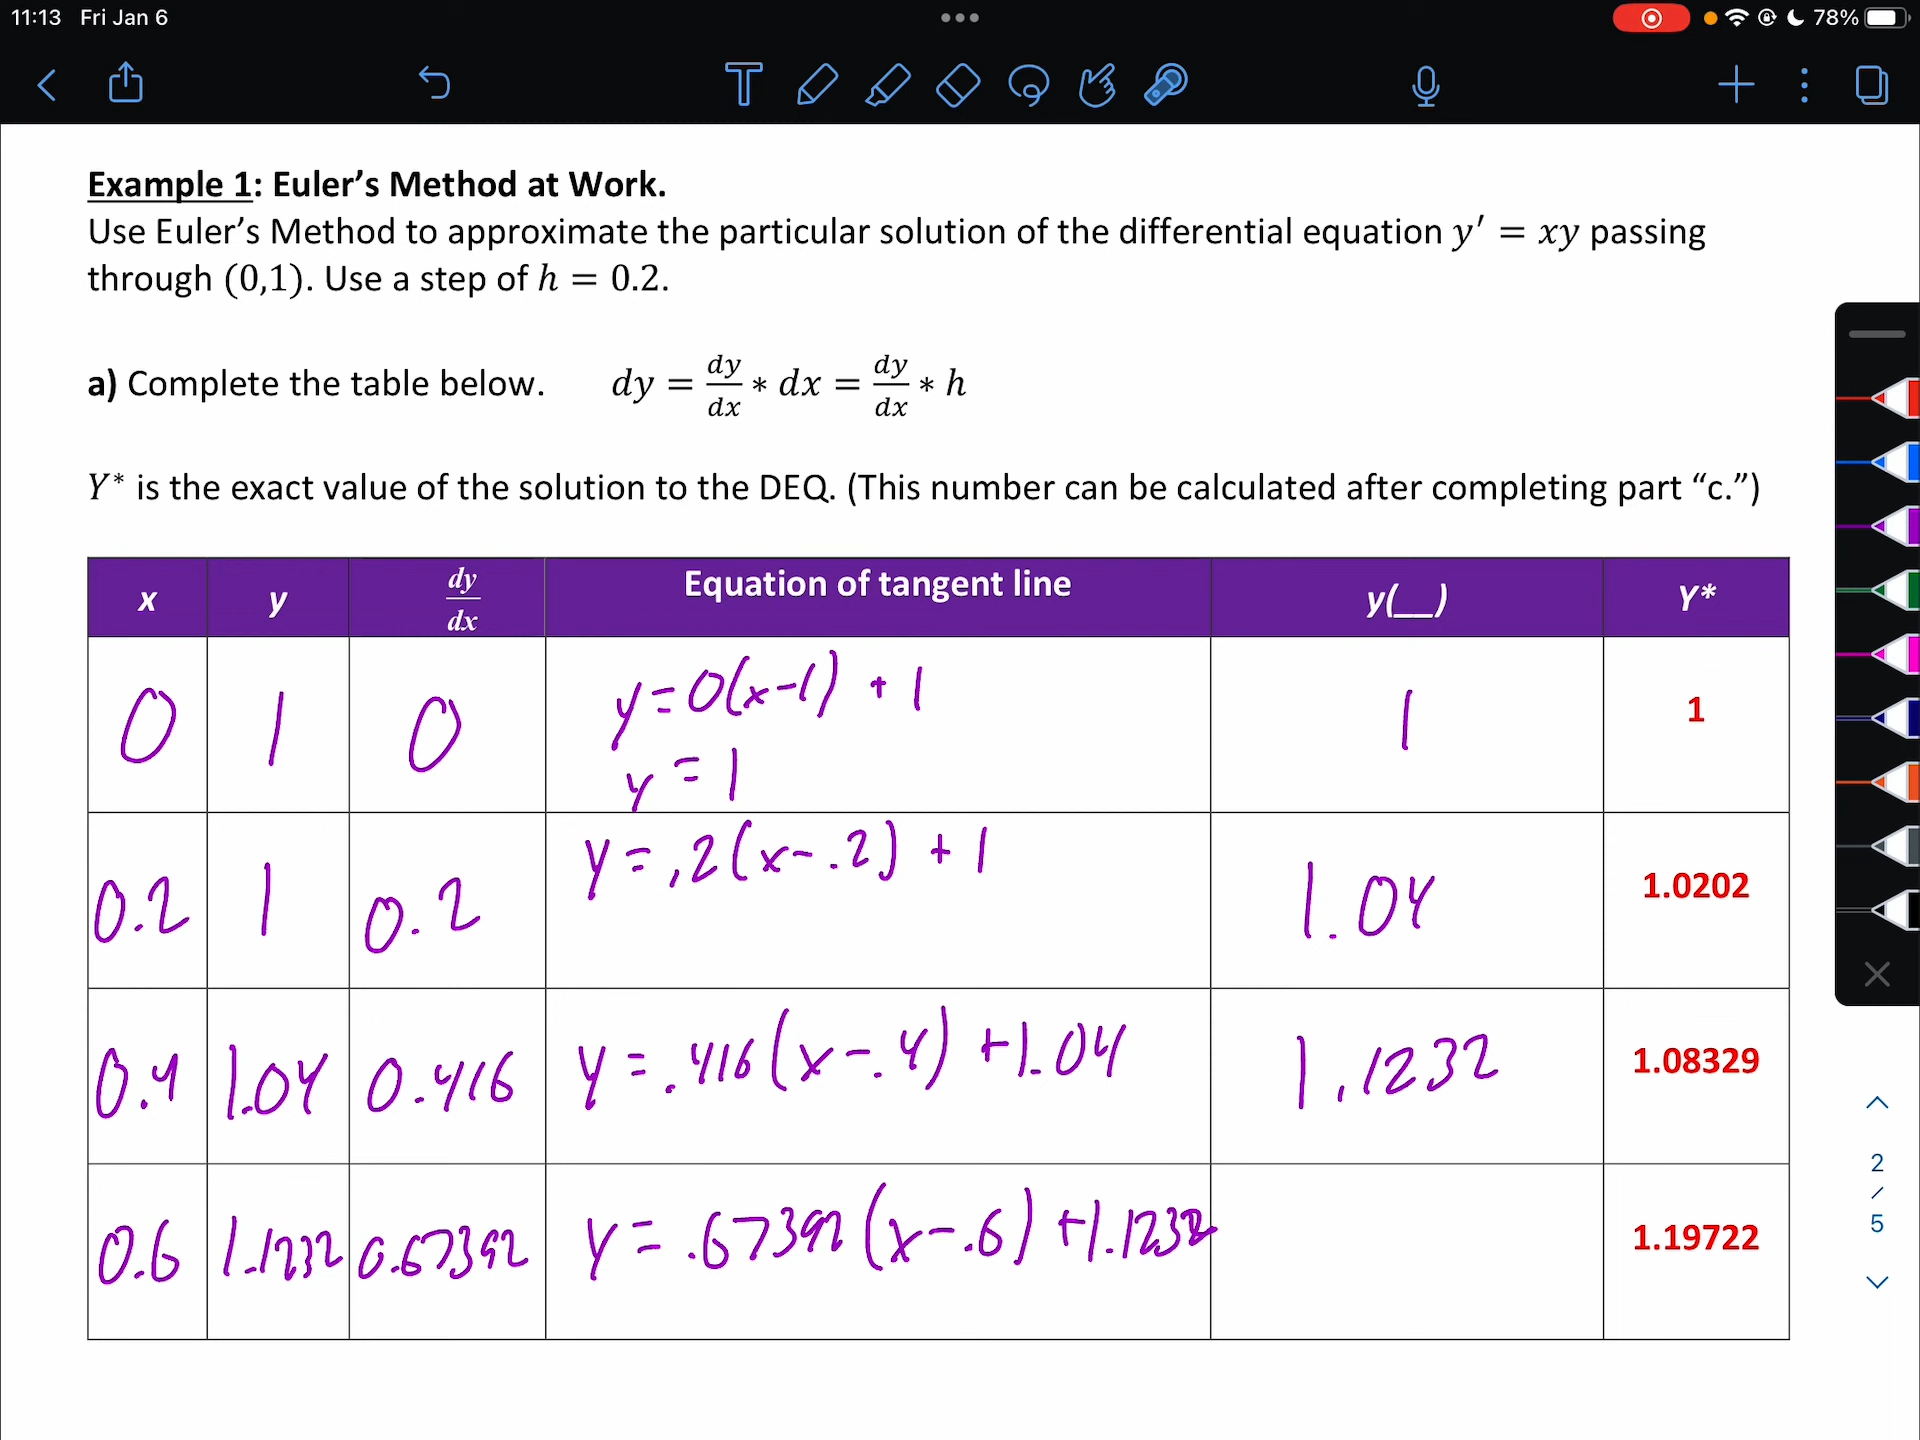 11:13 Fri Jan 6
78%
Example 1: Euler's Method at Work.
Use Euler's Method to approximate the particular solution of the differential equation y′ = xy passing
through (0,1). Use a step of h = 0.2.
a) Complete the table below. dy = dy/dx * dx = dy/dx * h
Y* is the exact value of the solution to the DEQ. (This number can be calculated after completing part “c.”)
x y dy/dx Equation of tangent line y(__) Y*
0 1 0 y=0(x-1) + 1 1 1
y = 1
0.2 1 0.2 y = .2(x-.2) + 1 1.04 1.0202
0.4 1.04 0.416 y = .416(x-.4) +1.04 1.1232 1.08329
0.6 1.1232 0.67392 y = .67392(x-.6) +1.1232 1.19722
2
/
5